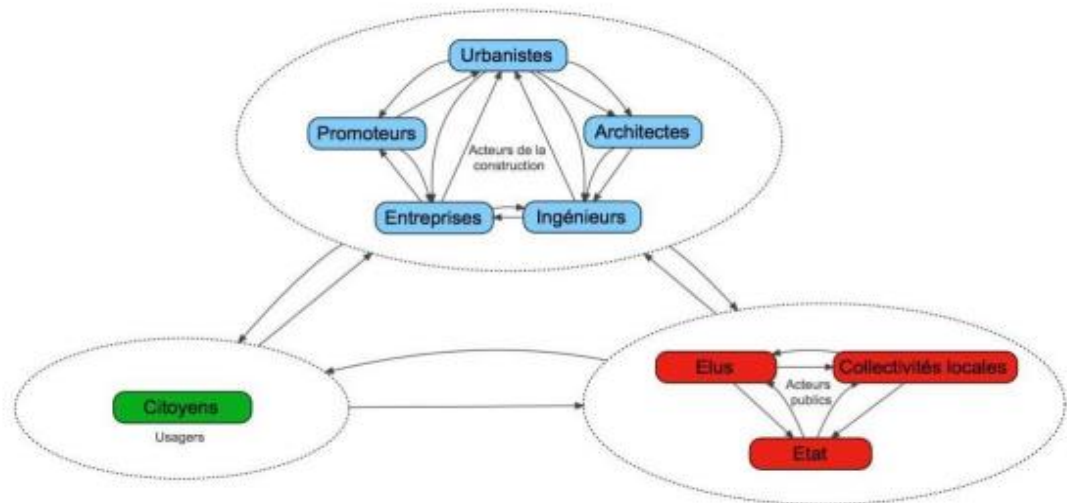 Urbanistes
Promoteurs
Architectes
Acteurs de la
construction
Entreprises
Ingénieurs
Citoyens
Usagers
Elus
Collectivités locales
Acteurs
publics
Etat